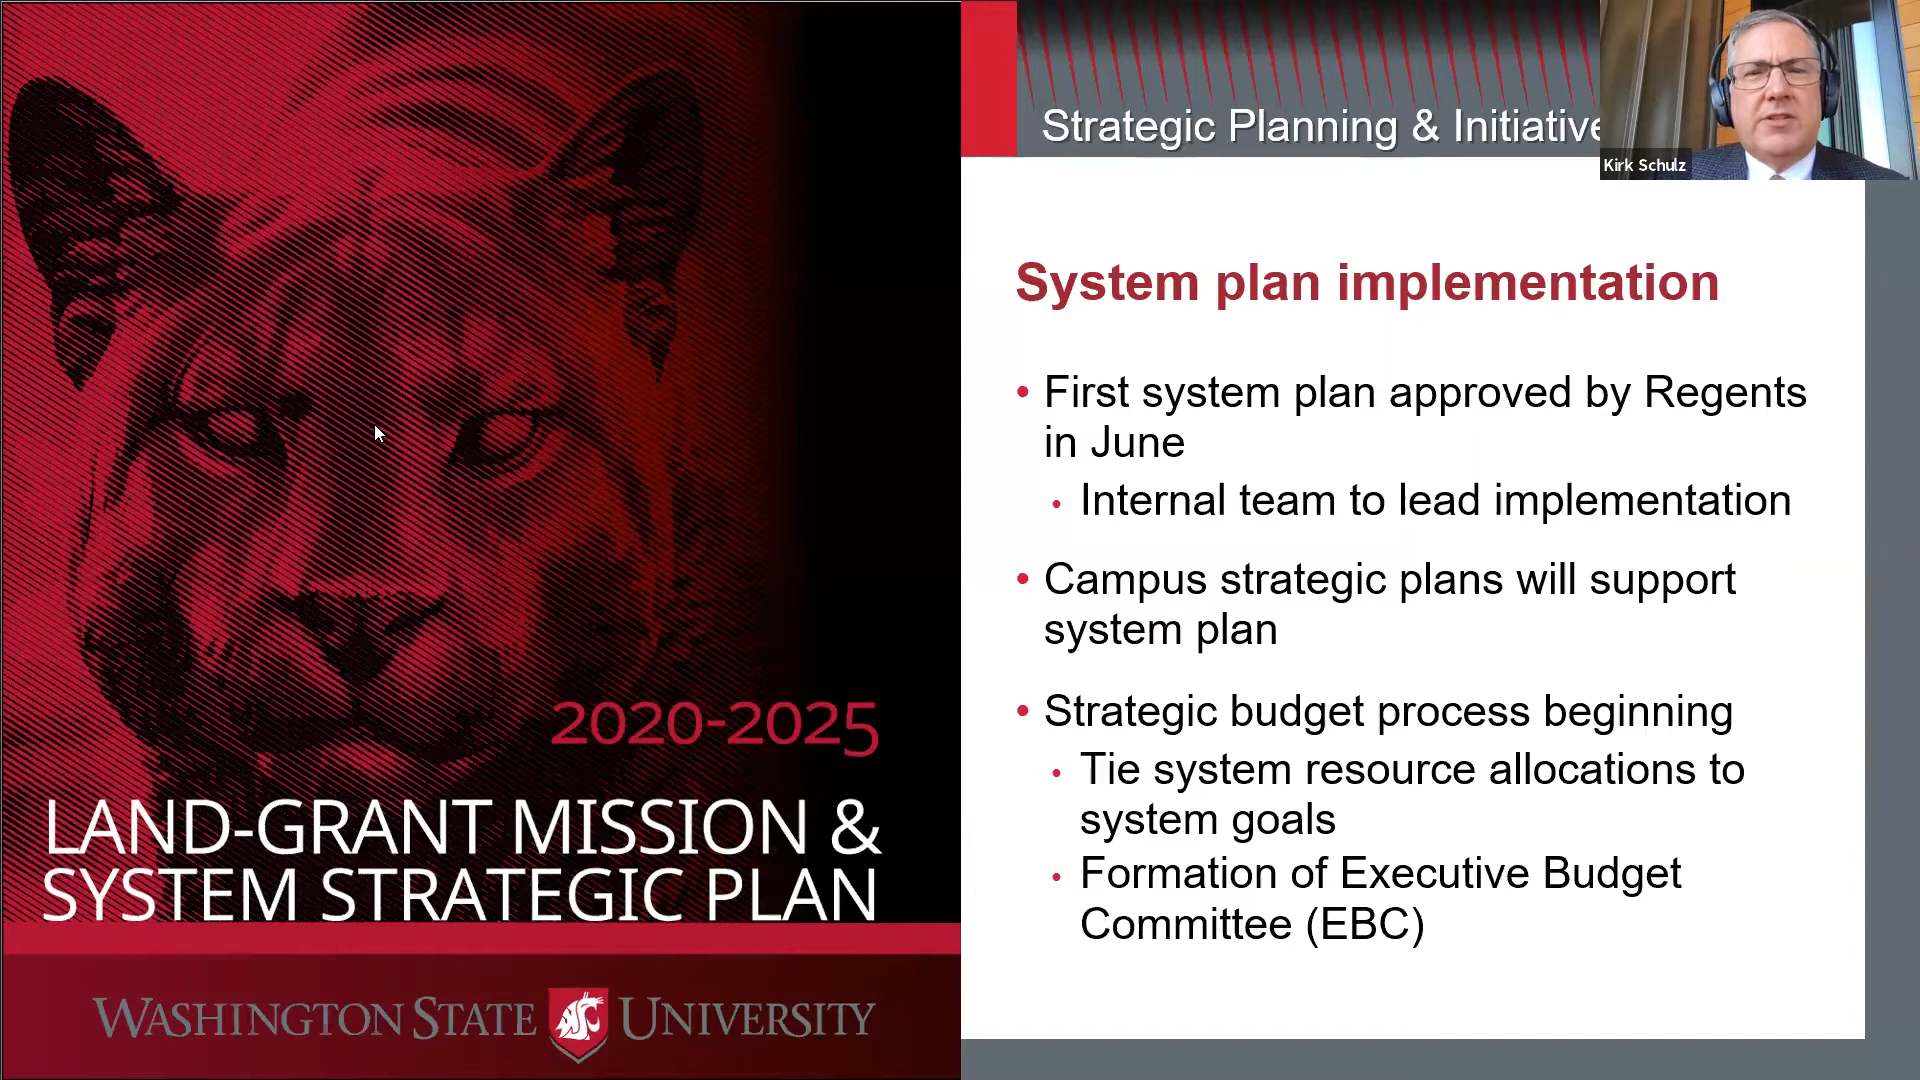 2020-2025
LAND-GRANT MISSION &
SYSTEM STRATEGIC PLAN
WASHINGTON STATE UNIVERSITY
Strategic Planning & Initiative
Kirk Schulz
System plan implementation
• First system plan approved by Regents
in June
• Internal team to lead implementation
• Campus strategic plans will support
system plan
• Strategic budget process beginning
• Tie system resource allocations to
system goals
• Formation of Executive Budget
Committee (EBC)